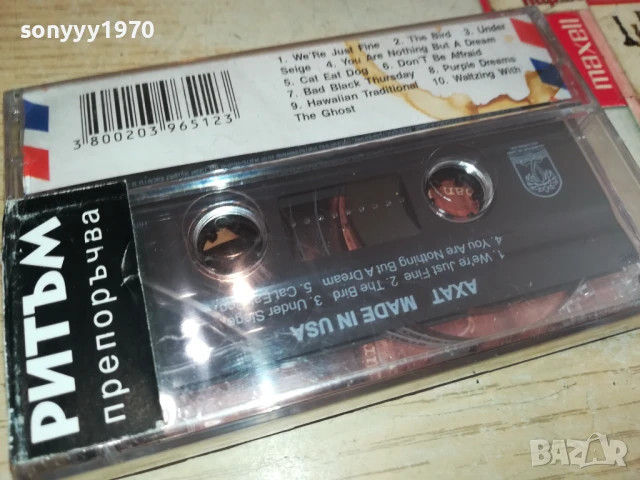 sonyyy1970
1. We'Re Just Fine   2. The Bird   3. Under
Seige   4. You Are Nothing But A Dream
5. Cat Eat Dog   6. Don'T Be Afraid
7. Bad Black Thursday   8. Purple Dreams
9. Hawaiian Traditional   10. Waltzing With
The Ghost
3 800203 965123
maxell
РИТЪМ
препоръчва
АХАТ MADE IN USA
1. We're Just Fine 2. The Bird 3. Under Siege
4. You Are Nothing But A Dream 5. Cat Ea
BAZAR